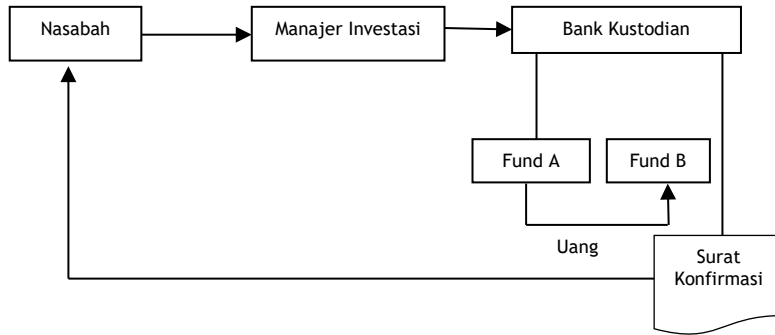 Nasabah
Manajer Investasi
Bank Kustodian
Fund A
Fund B
Uang
Surat
Konfirmasi